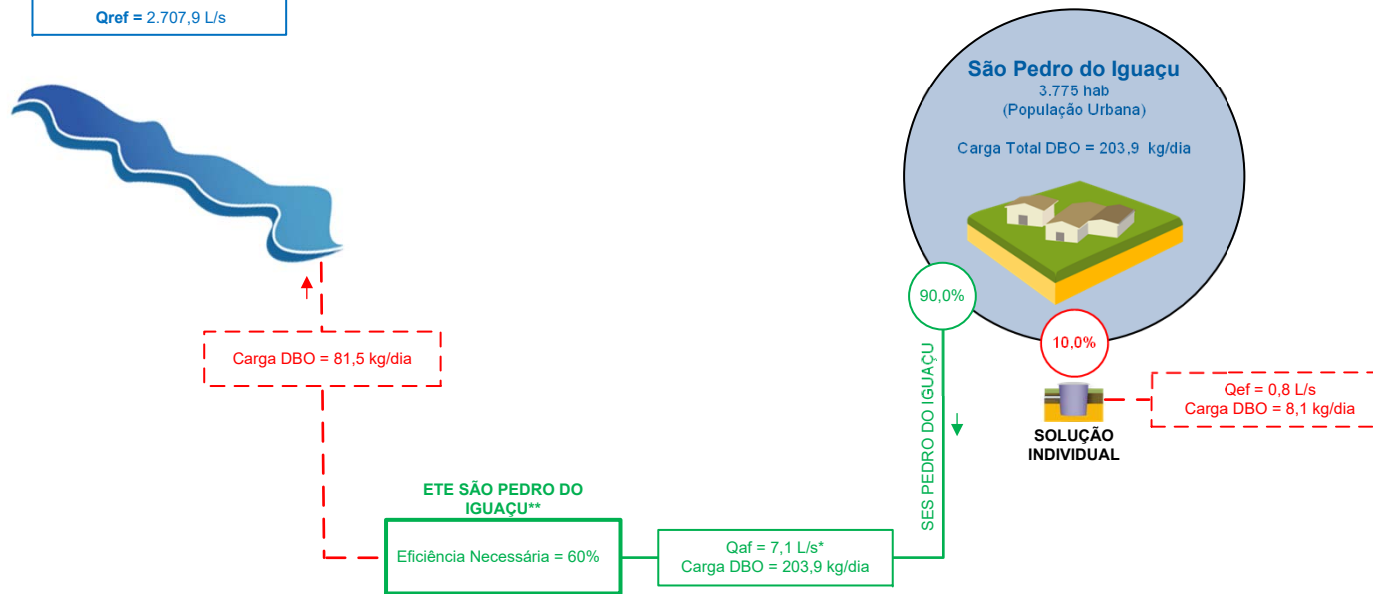 Qref = 2.707,9 L/s
São Pedro do Iguaçu
3.775 hab
(População Urbana)
Carga Total DBO = 203,9 kg/dia
90,0%
10,0%
Carga DBO = 81,5 kg/dia
SES PEDRO DO IGUAÇU
Qef = 0,8 L/s
Carga DBO = 8,1 kg/dia
SOLUÇÃO
INDIVIDUAL
ETE SÃO PEDRO DO
IGUAÇU**
Eficiência Necessária = 60%
Qaf = 7,1 L/s*
Carga DBO = 203,9 kg/dia